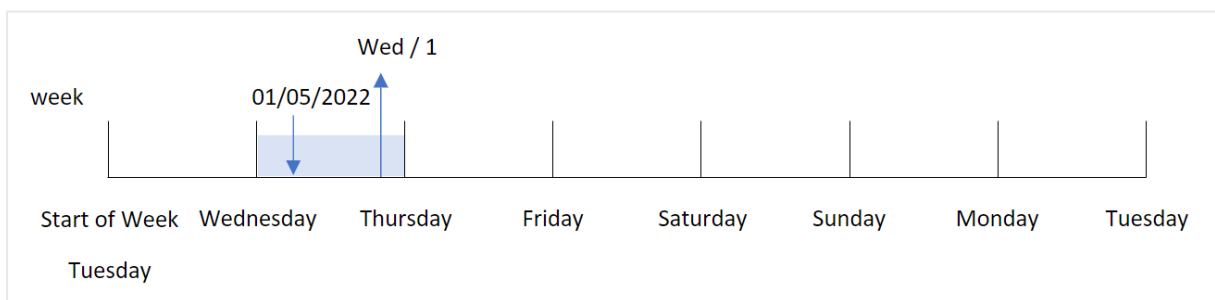 Wed / 1
week
01/05/2022
Start of Week Wednesday Thursday Friday Saturday Sunday Monday Tuesday
Tuesday